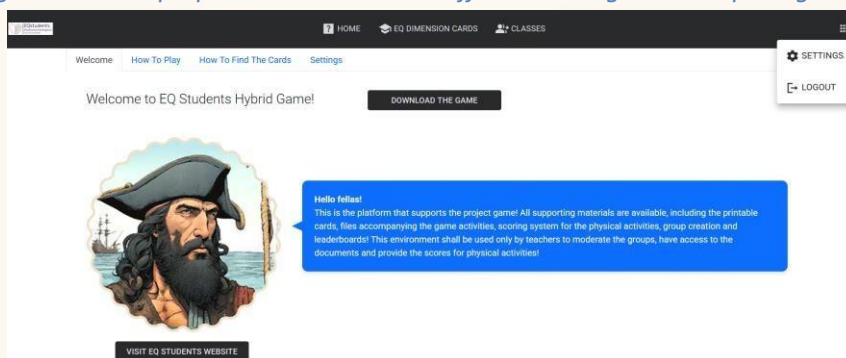 HOME EQ DIMENSION CARDS CLASSES
SETTINGS
LOGOUT
Welcome How To Play How To Find The Cards Settings
Welcome to EQ Students Hybrid Game!
DOWNLOAD THE GAME
Hello fellas!
This is the platform that supports the project game! All supporting materials are available, including the printable
cards, files accompanying the game activities, scoring system for the physical activities, group creation and
leaderboards! This environment shall be used only by teachers to moderate the groups, have access to the
documents and provide the scores for physical activities!
VISIT EQ STUDENTS WEBSITE